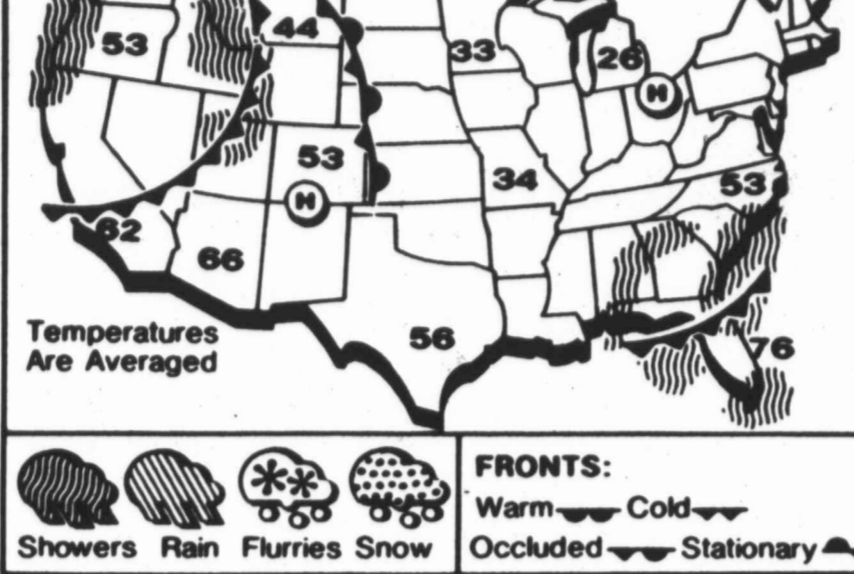 53
44
33
26
H
53
34
53
H
62
66
56
76
Temperatures
Are Averaged
Showers Rain Flurries Snow
FRONTS:
Warm Cold
Occluded Stationary